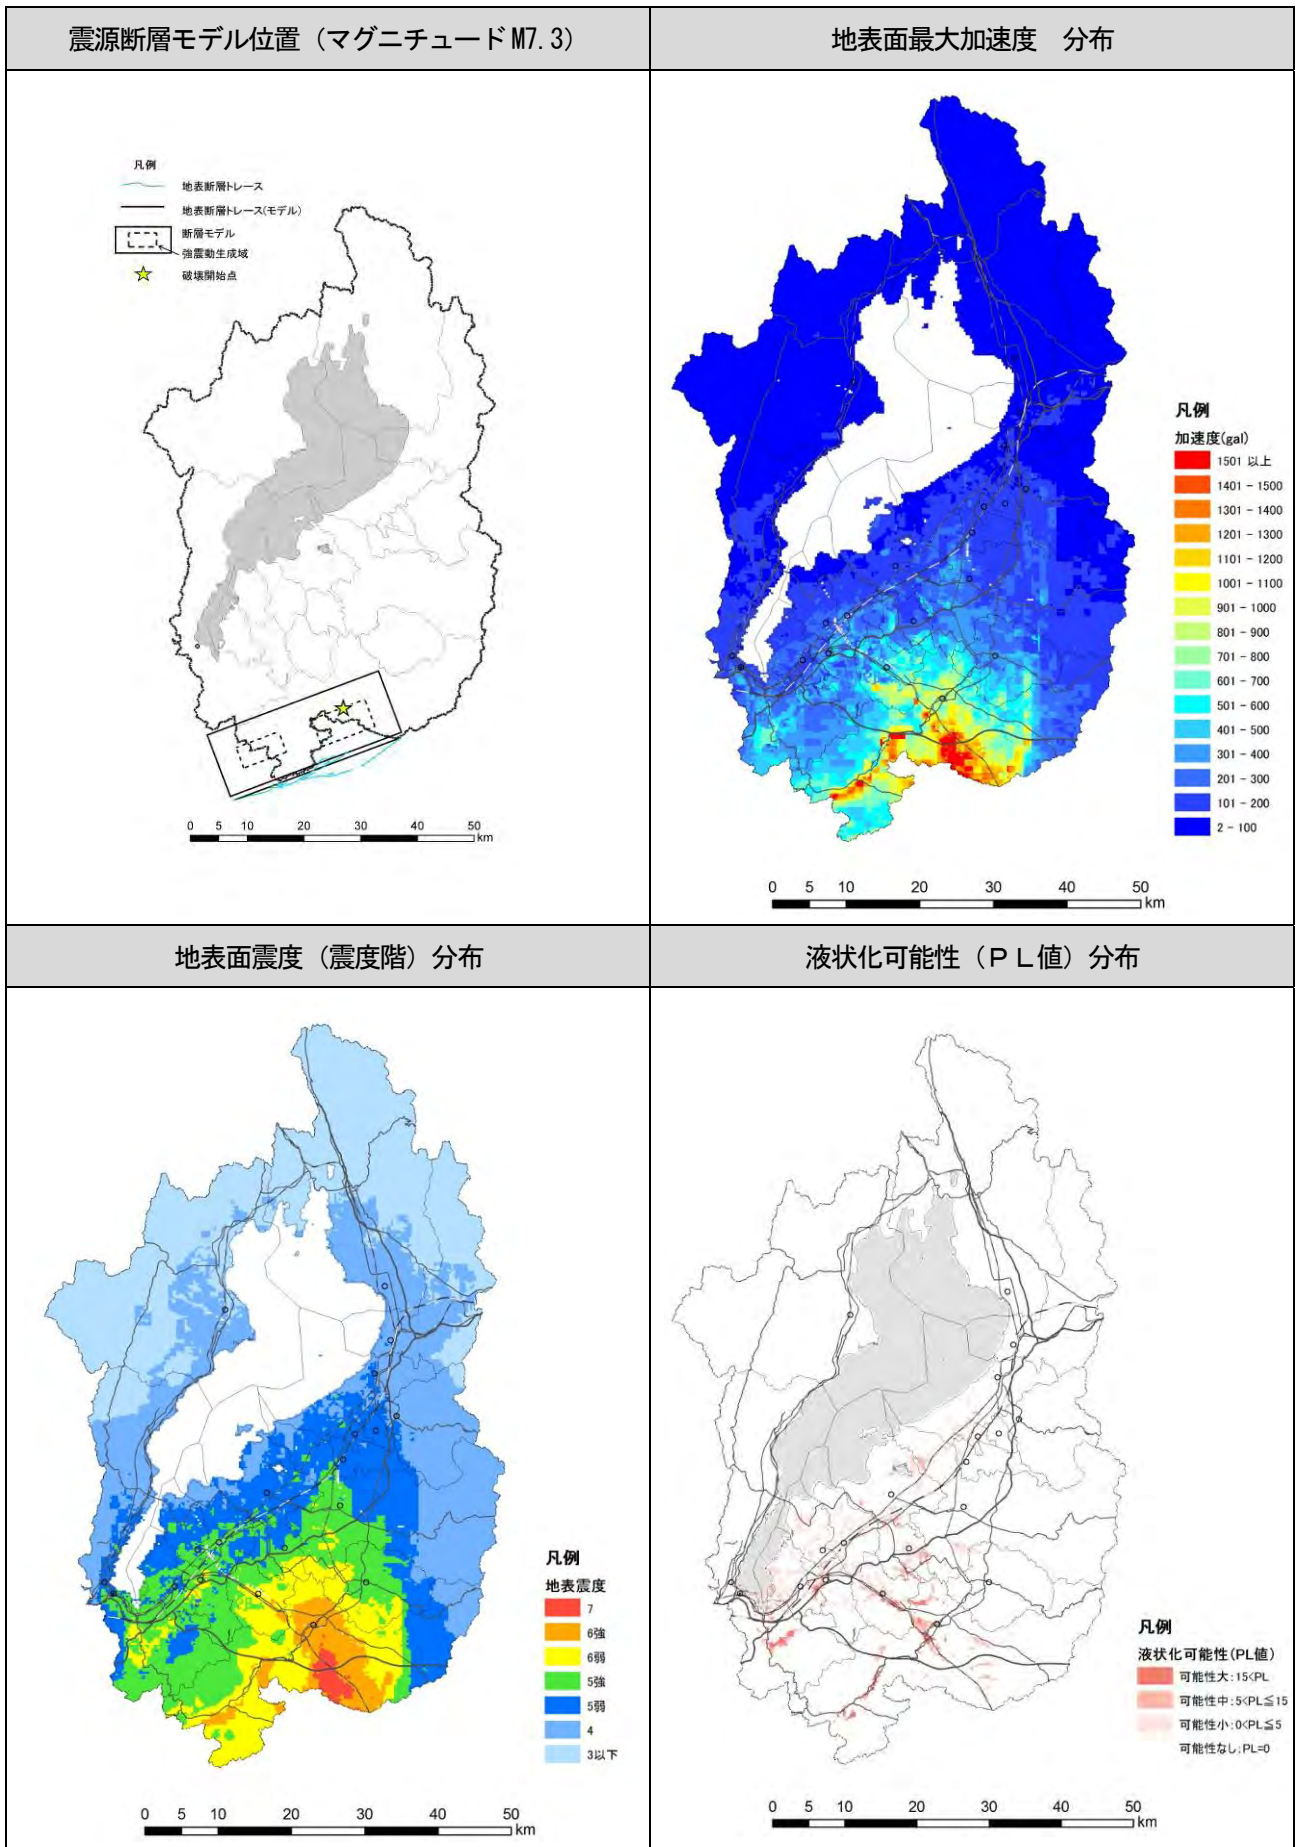 震源断層モデル位置（マグニチュードM7.3）
地表面最大加速度　分布
凡例
地表断層トレース
地表断層トレース(モデル)
断層モデル
強震動生成域
破壊開始点
0 5 10 20 30 40 50
km
凡例
加速度(gal)
1501 以上
1401 - 1500
1301 - 1400
1201 - 1300
1101 - 1200
1001 - 1100
901 - 1000
801 - 900
701 - 800
601 - 700
501 - 600
401 - 500
301 - 400
201 - 300
101 - 200
2 - 100
0 5 10 20 30 40 50
km
地表面震度（震度階）分布
液状化可能性（ＰＬ値）分布
凡例
地表震度
7
6強
6弱
5強
5弱
4
3以下
0 5 10 20 30 40 50
km
凡例
液状化可能性(PL値)
可能性大:15<PL
可能性中:5<PL≦15
可能性小:0<PL≦5
可能性なし:PL=0
0 5 10 20 30 40 50
km